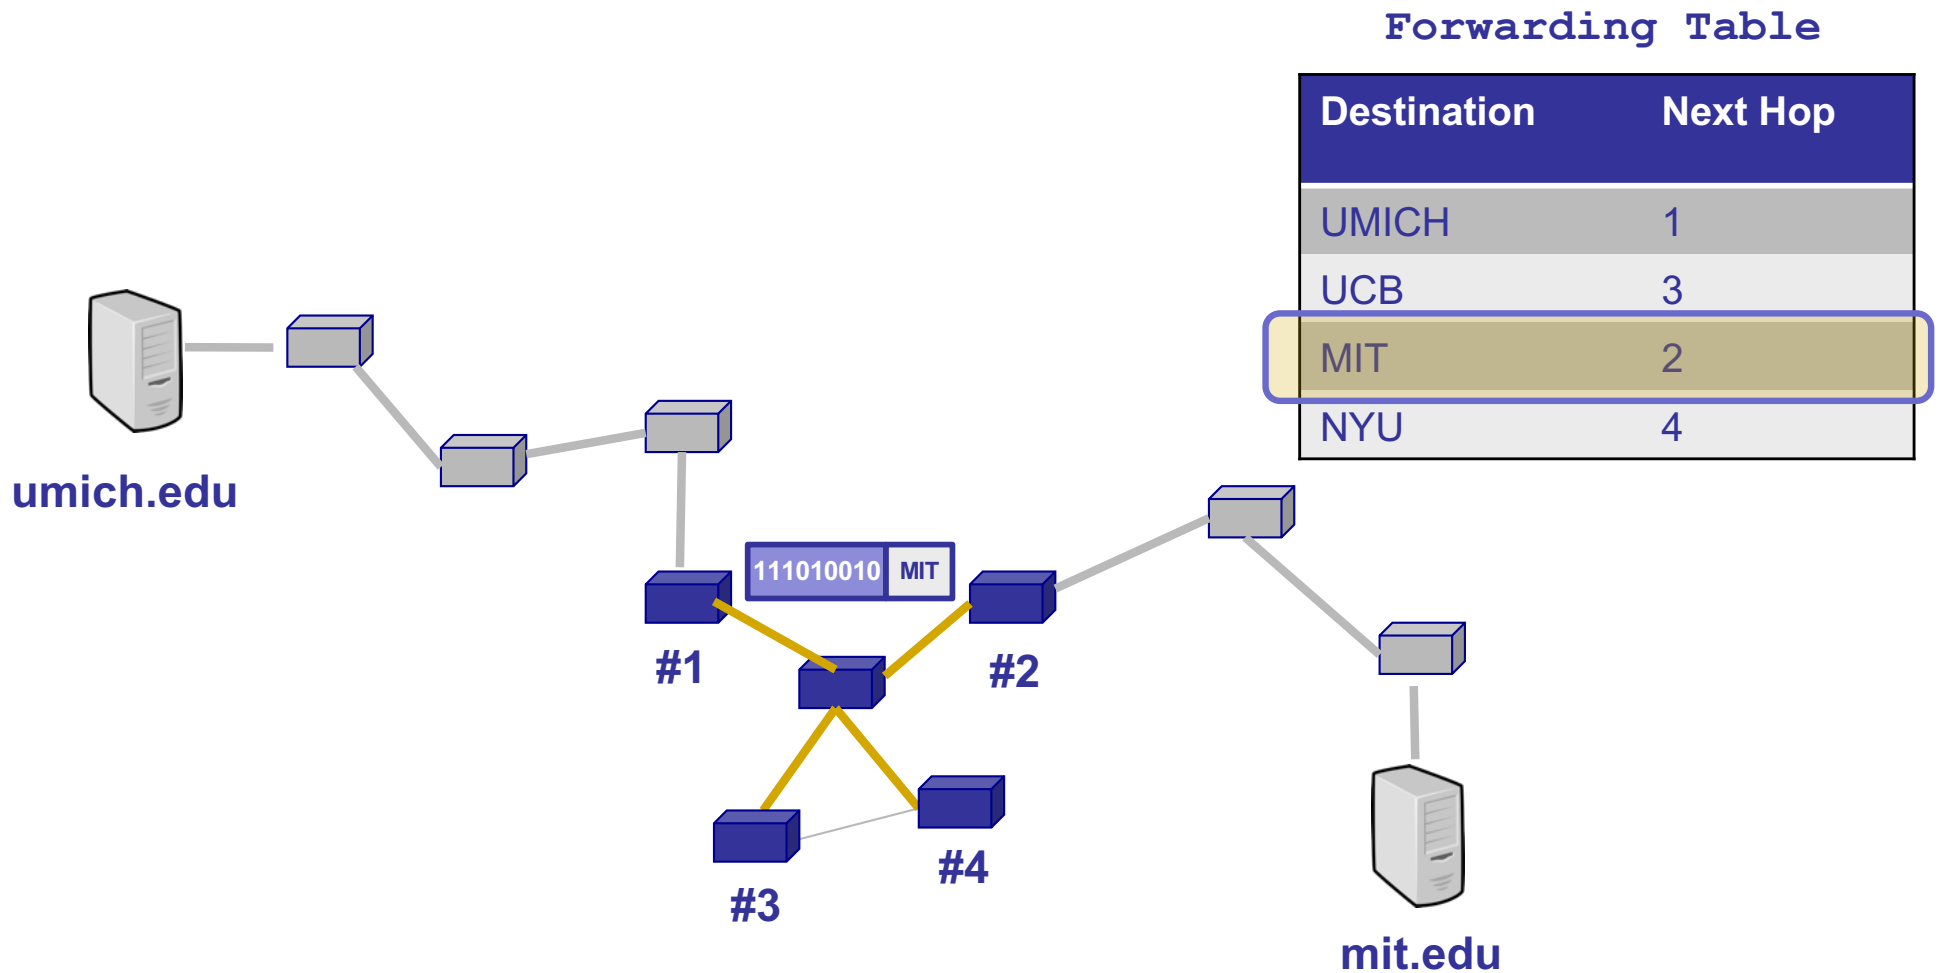 Forwarding Table
Destination Next Hop
UMICH 1
UCB 3
MIT 2
NYU 4
umich.edu
111010010 MIT
#1
#2
#3
#4
mit.edu